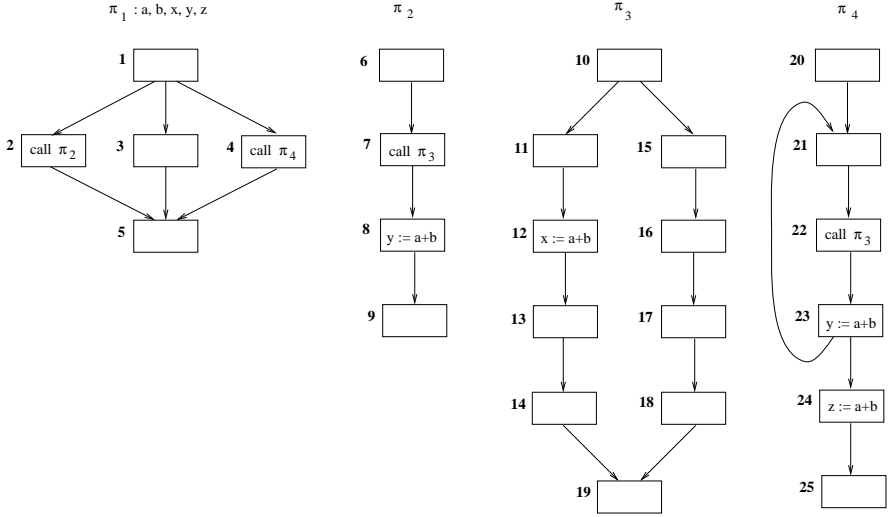 π1 : a, b, x, y, z
π2
π3
π4
1
6
10
20
2
call π2
3
4
call π4
7
call π3
11
15
21
5
8
y := a+b
12
x := a+b
16
22
call π3
9
13
17
23
y := a+b
14
18
24
z := a+b
19
25